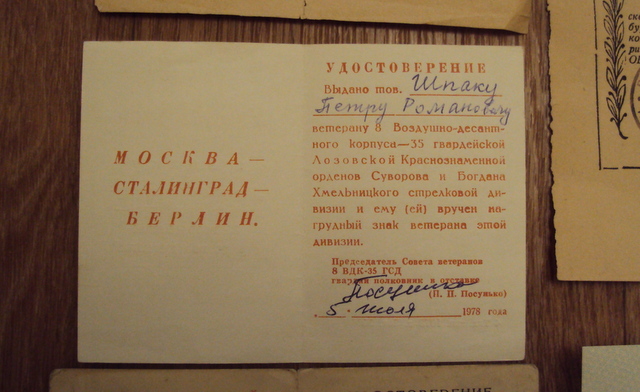 МОСКВА —
СТАЛИНГРАД —
БЕРЛИН.
УДОСТОВЕРЕНИЕ
Выдано тов. Шпаку
Петру Романовичу
ветерану 8 Воздушно-десант-
ного корпуса—35 гвардейской
Лозовской Краснознаменной
орденов Суворова и Богдана
Хмельницкого стрелковой ди-
визии и ему (ей) вручен на-
грудный знак ветерана этой
дивизии.
Председатель Совета ветеранов
8 ВДК-35 ГСД
гвардии полковник в отставке
Посунько
(П. П. Посунько)
5 июля 1978 года